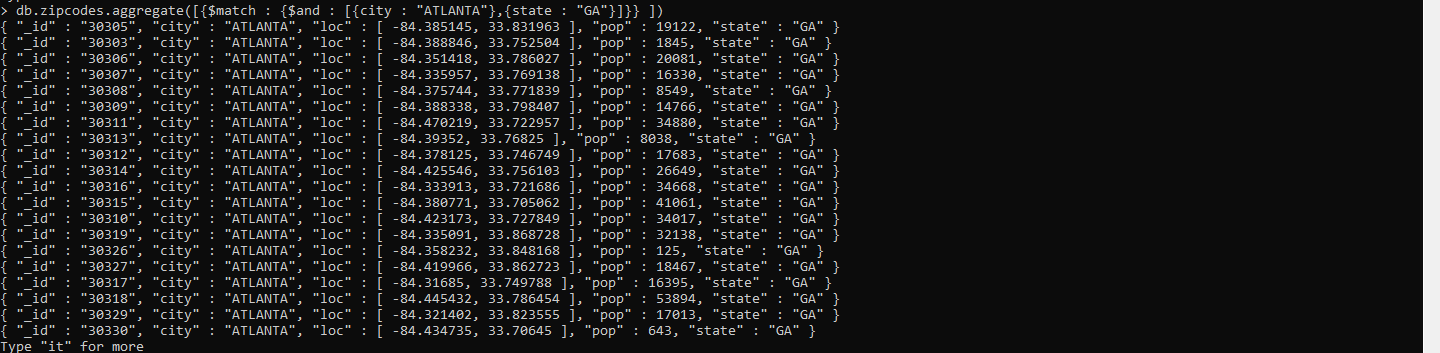 > db.zipcodes.aggregate([{$match : {$and : [{city : "ATLANTA"},{state : "GA"}]}} ])
{ "_id" : "30305", "city" : "ATLANTA", "loc" : [ -84.385145, 33.831963 ], "pop" : 19122, "state" : "GA" }
{ "_id" : "30303", "city" : "ATLANTA", "loc" : [ -84.388846, 33.752504 ], "pop" : 1845, "state" : "GA" }
{ "_id" : "30306", "city" : "ATLANTA", "loc" : [ -84.351418, 33.786027 ], "pop" : 20081, "state" : "GA" }
{ "_id" : "30307", "city" : "ATLANTA", "loc" : [ -84.335957, 33.769138 ], "pop" : 16330, "state" : "GA" }
{ "_id" : "30308", "city" : "ATLANTA", "loc" : [ -84.375744, 33.771839 ], "pop" : 8549, "state" : "GA" }
{ "_id" : "30309", "city" : "ATLANTA", "loc" : [ -84.388338, 33.798407 ], "pop" : 14766, "state" : "GA" }
{ "_id" : "30311", "city" : "ATLANTA", "loc" : [ -84.470219, 33.722957 ], "pop" : 34880, "state" : "GA" }
{ "_id" : "30313", "city" : "ATLANTA", "loc" : [ -84.39352, 33.76825 ], "pop" : 8038, "state" : "GA" }
{ "_id" : "30312", "city" : "ATLANTA", "loc" : [ -84.378125, 33.746749 ], "pop" : 17683, "state" : "GA" }
{ "_id" : "30314", "city" : "ATLANTA", "loc" : [ -84.425546, 33.756103 ], "pop" : 26649, "state" : "GA" }
{ "_id" : "30316", "city" : "ATLANTA", "loc" : [ -84.333913, 33.721686 ], "pop" : 34668, "state" : "GA" }
{ "_id" : "30315", "city" : "ATLANTA", "loc" : [ -84.380771, 33.705062 ], "pop" : 41061, "state" : "GA" }
{ "_id" : "30310", "city" : "ATLANTA", "loc" : [ -84.423173, 33.727849 ], "pop" : 34017, "state" : "GA" }
{ "_id" : "30319", "city" : "ATLANTA", "loc" : [ -84.335091, 33.868728 ], "pop" : 32138, "state" : "GA" }
{ "_id" : "30326", "city" : "ATLANTA", "loc" : [ -84.358232, 33.848168 ], "pop" : 125, "state" : "GA" }
{ "_id" : "30327", "city" : "ATLANTA", "loc" : [ -84.419966, 33.862723 ], "pop" : 18467, "state" : "GA" }
{ "_id" : "30317", "city" : "ATLANTA", "loc" : [ -84.31685, 33.749788 ], "pop" : 16395, "state" : "GA" }
{ "_id" : "30318", "city" : "ATLANTA", "loc" : [ -84.445432, 33.786454 ], "pop" : 53894, "state" : "GA" }
{ "_id" : "30329", "city" : "ATLANTA", "loc" : [ -84.321402, 33.823555 ], "pop" : 17013, "state" : "GA" }
{ "_id" : "30330", "city" : "ATLANTA", "loc" : [ -84.434735, 33.70645 ], "pop" : 643, "state" : "GA" }
Type "it" for more